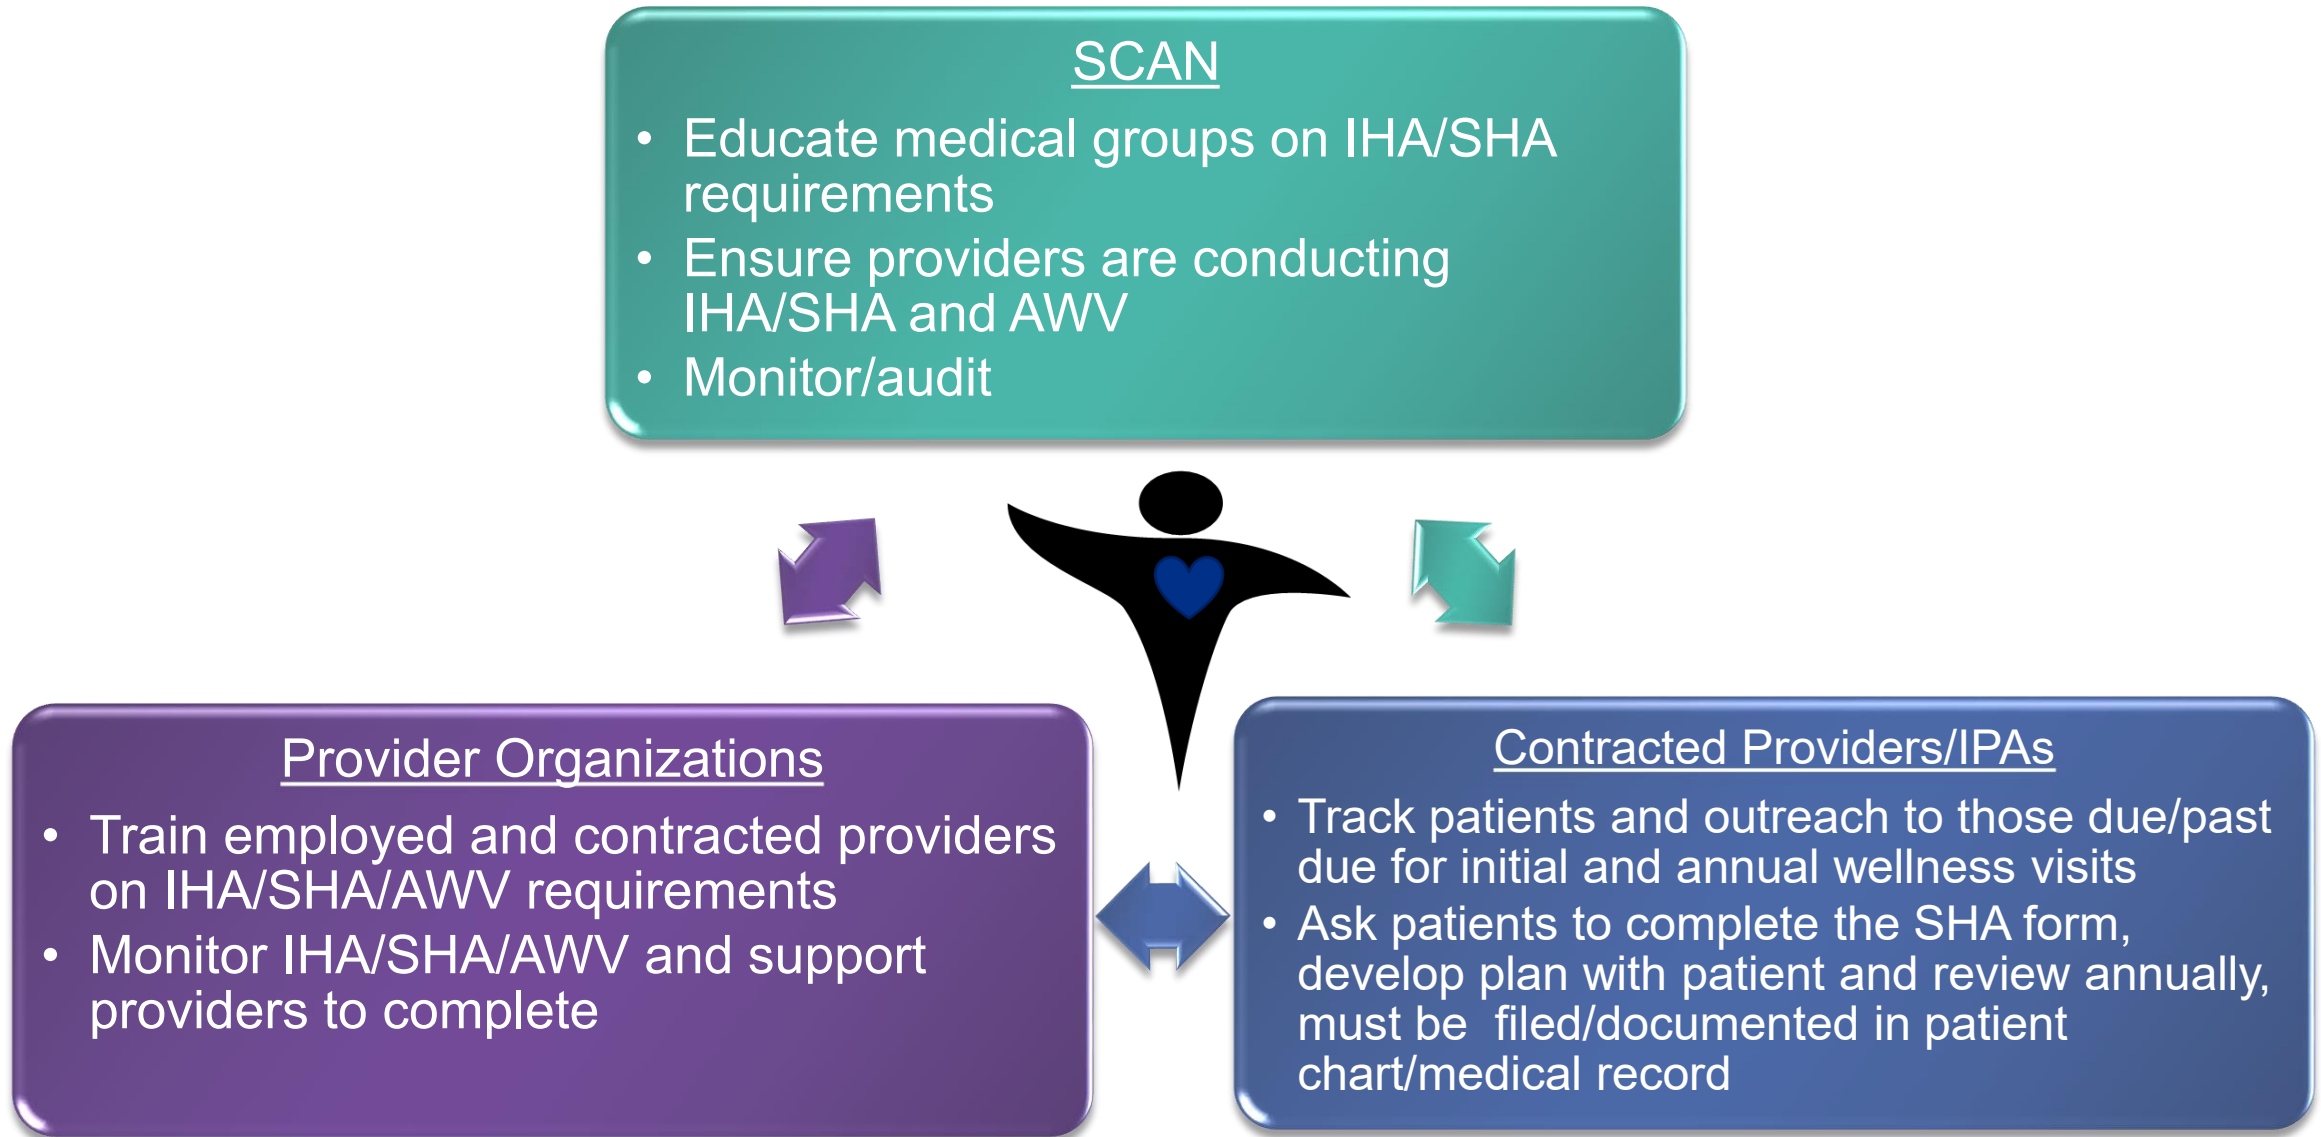 SCAN
• Educate medical groups on IHA/SHA
requirements
• Ensure providers are conducting
IHA/SHA and AWV
• Monitor/audit
Provider Organizations
• Train employed and contracted providers
on IHA/SHA/AWV requirements
• Monitor IHA/SHA/AWV and support
providers to complete
Contracted Providers/IPAs
• Track patients and outreach to those due/past
due for initial and annual wellness visits
• Ask patients to complete the SHA form,
develop plan with patient and review annually,
must be  filed/documented in patient
chart/medical record